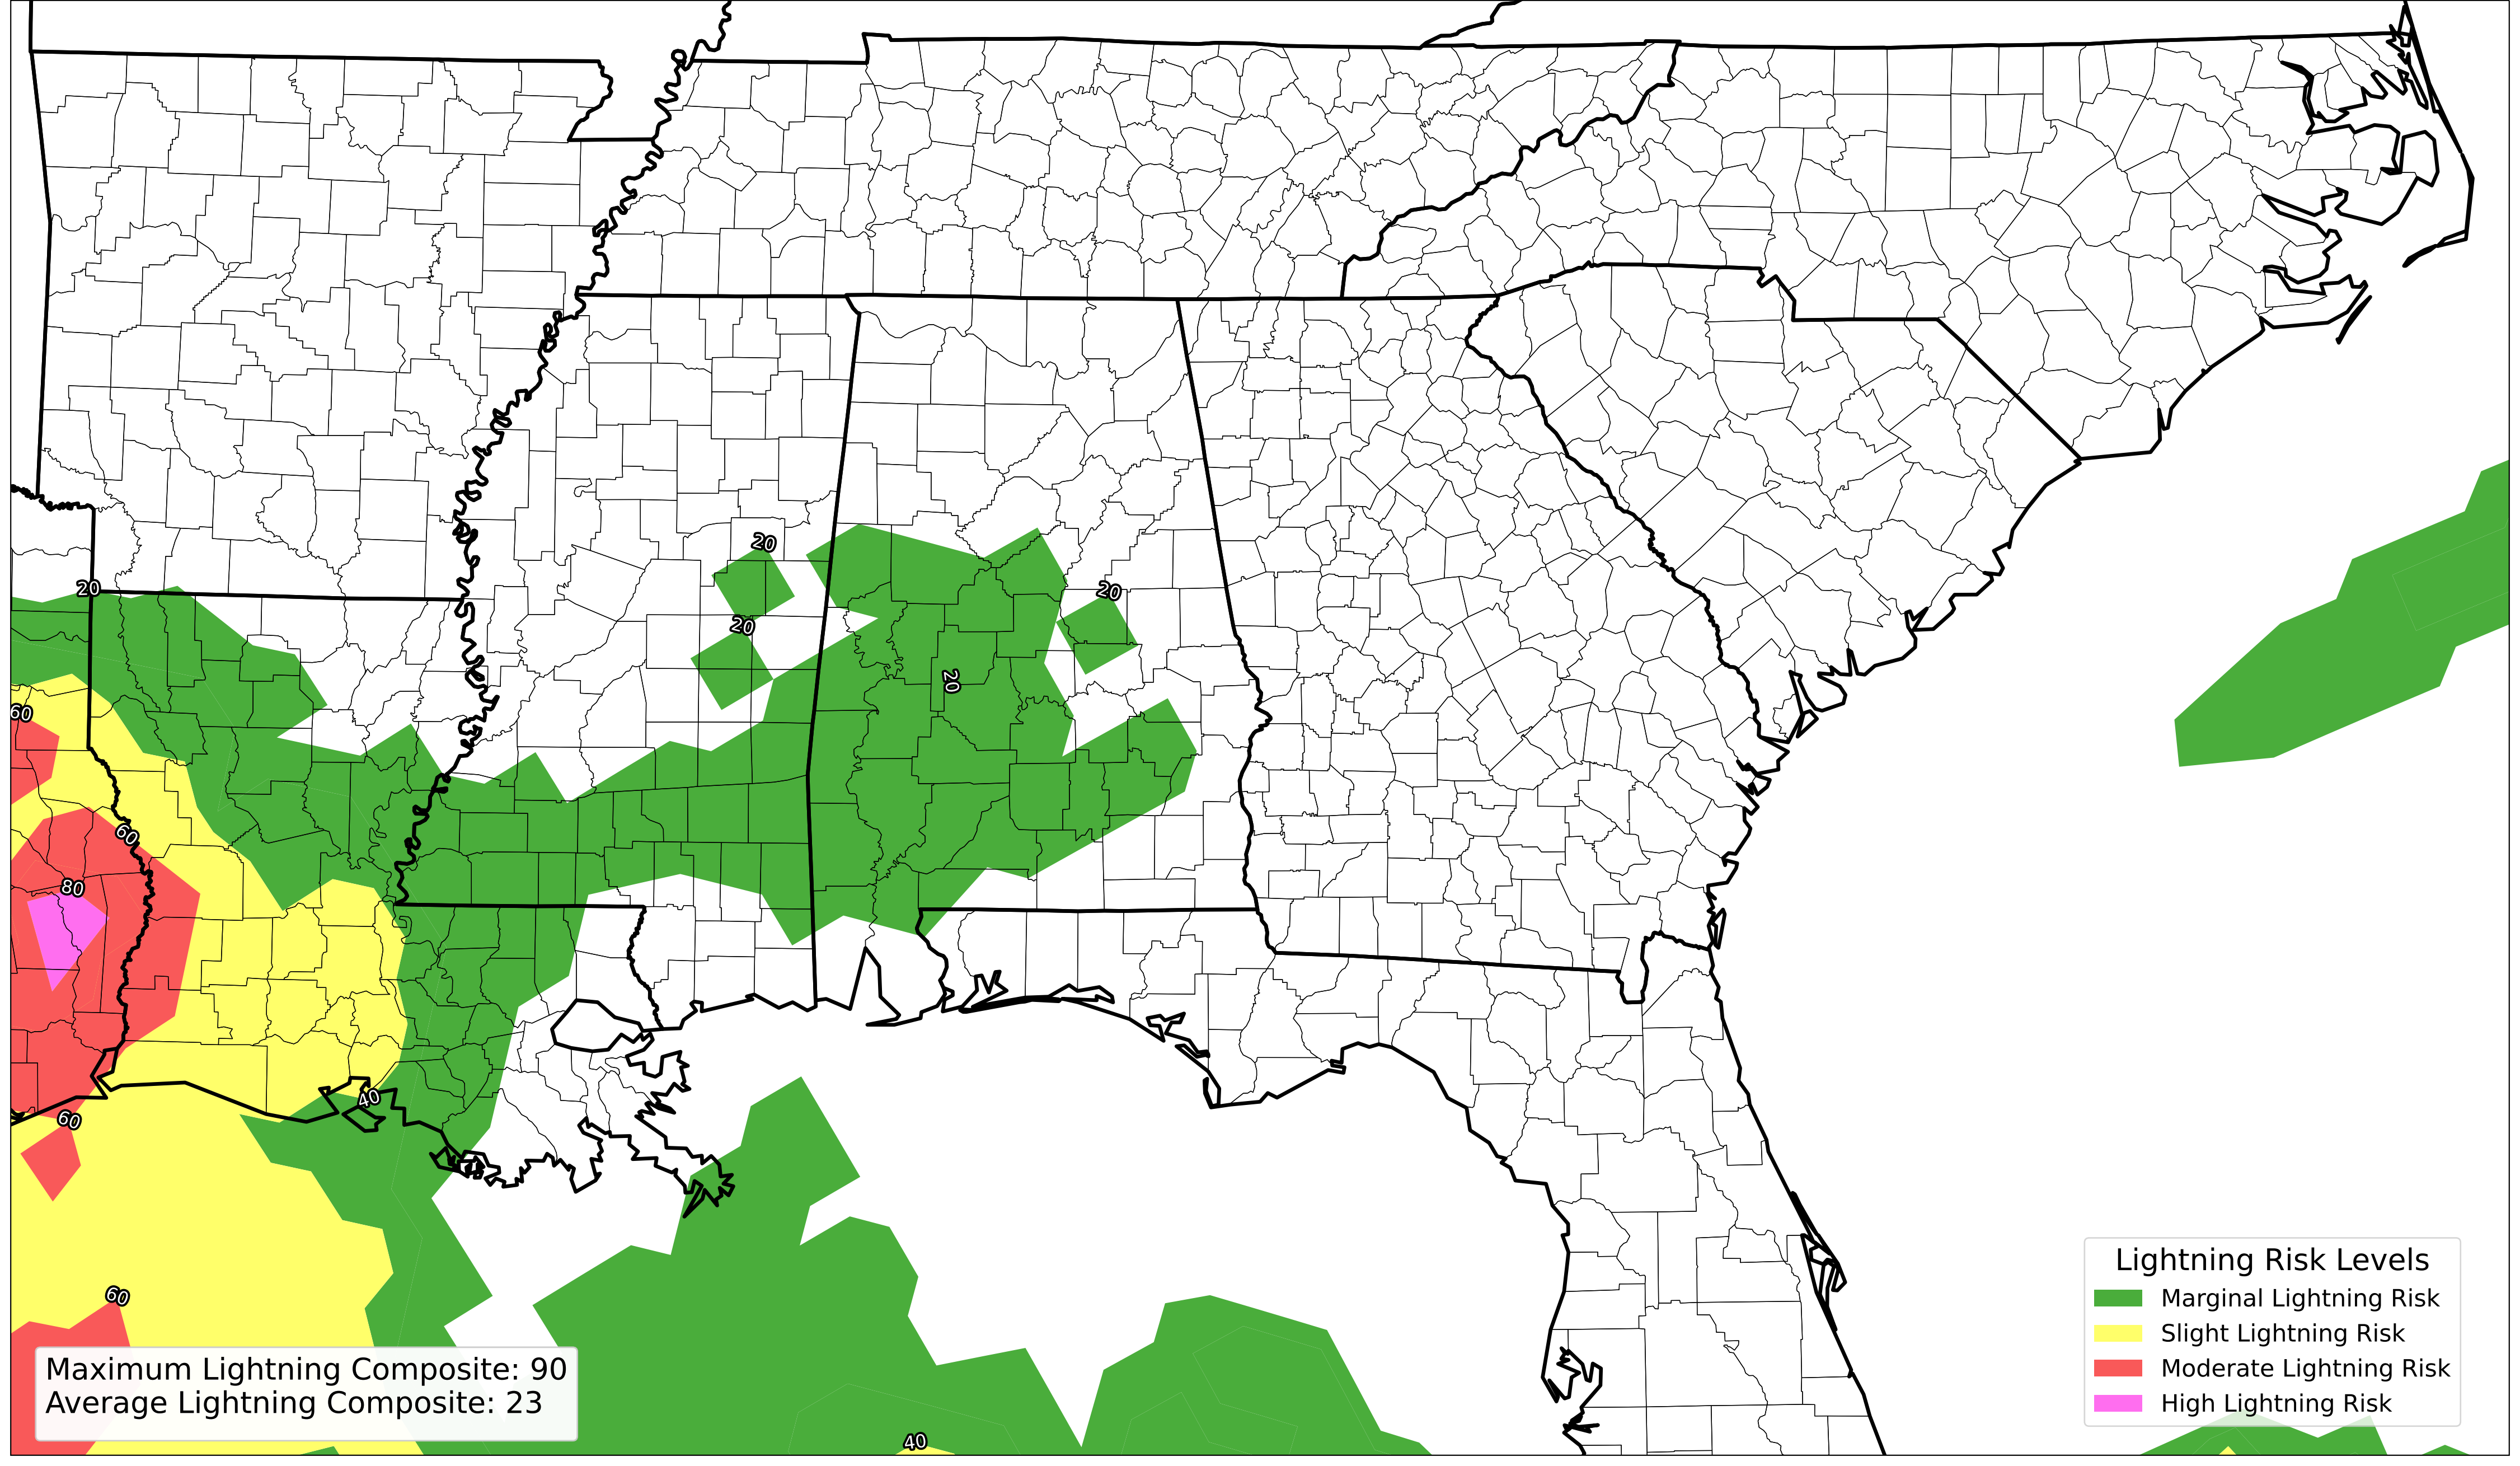 20
20
20
20
20
60
60
80
40
60
60
40
Lightning Risk Levels
Marginal Lightning Risk
Slight Lightning Risk
Moderate Lightning Risk
High Lightning Risk
Maximum Lightning Composite: 90
Average Lightning Composite: 23